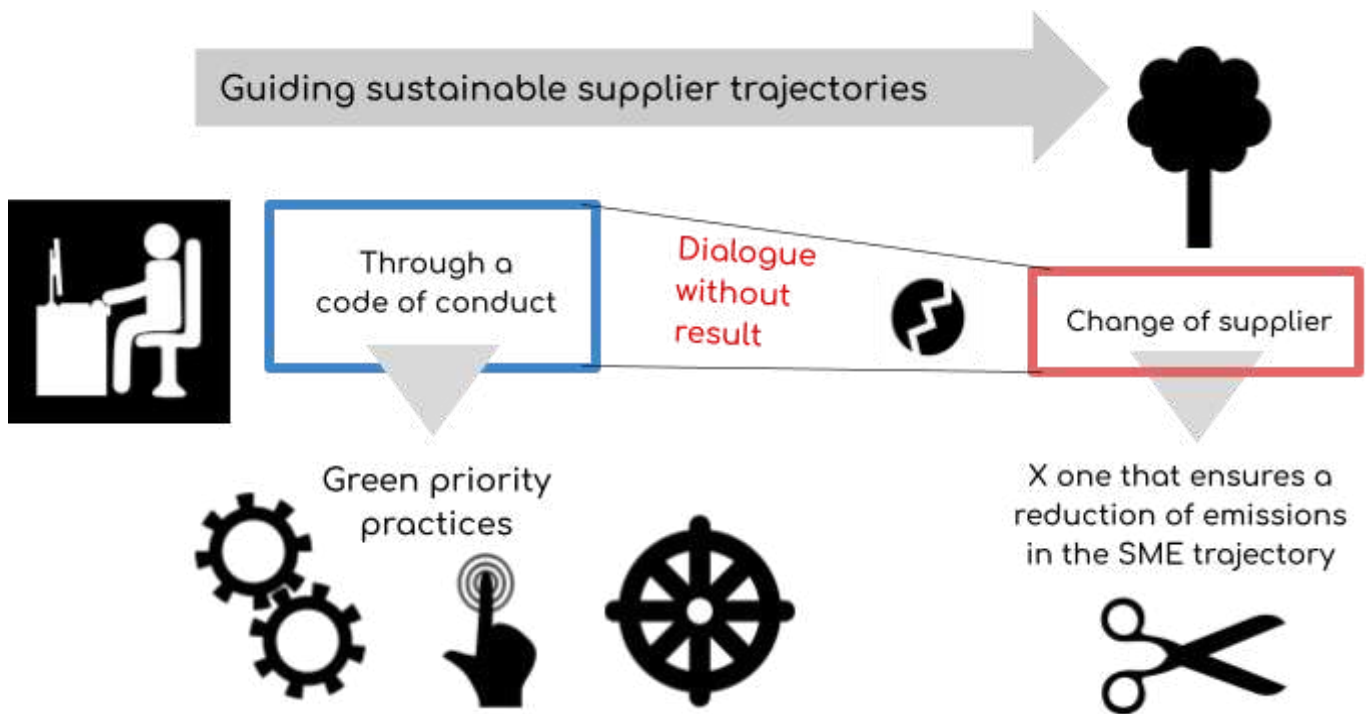 Guiding sustainable supplier trajectories
Through a
code of conduct
Dialogue
without
result
Change of supplier
Green priority
practices
X one that ensures a
reduction of emissions
in the SME trajectory